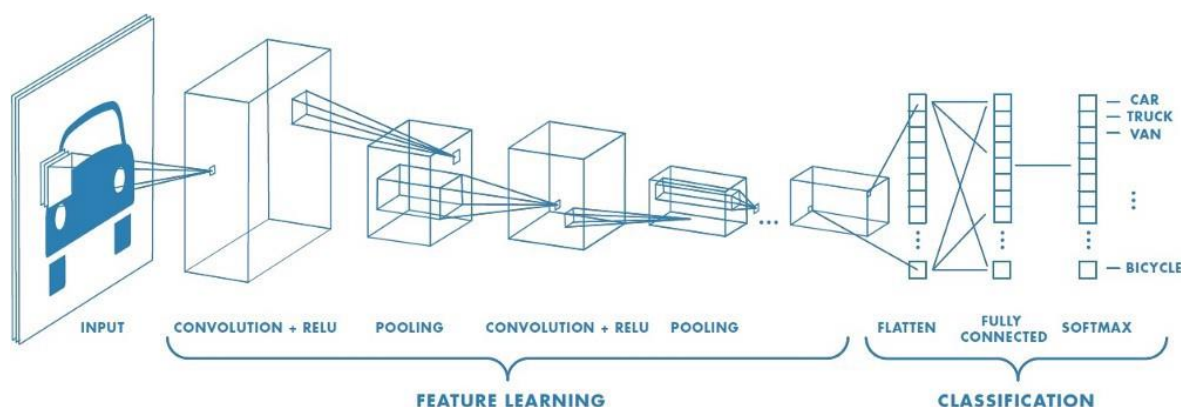 CAR
TRUCK
VAN
BICYCLE
INPUT
CONVOLUTION + RELU
POOLING
CONVOLUTION + RELU
POOLING
FLATTEN
FULLY
CONNECTED
SOFTMAX
FEATURE LEARNING
CLASSIFICATION